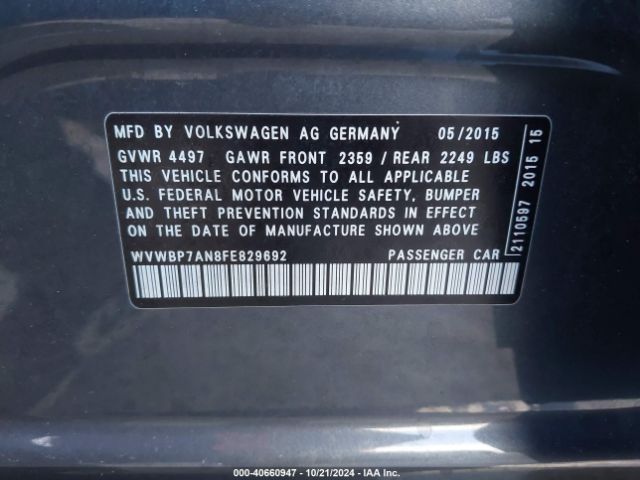 MFD BY VOLKSWAGEN AG GERMANY 05/2015
GVWR 4497 GAWR FRONT 2359 / REAR 2249 LBS
THIS VEHICLE CONFORMS TO ALL APPLICABLE
U.S. FEDERAL MOTOR VEHICLE SAFETY, BUMPER
AND THEFT PREVENTION STANDARDS IN EFFECT
ON THE DATE OF MANUFACTURE SHOWN ABOVE
WVWBP7AN8FE829692 PASSENGER CAR
2110597 2015 15
000-40660947 - 10/21/2024 - IAA Inc.